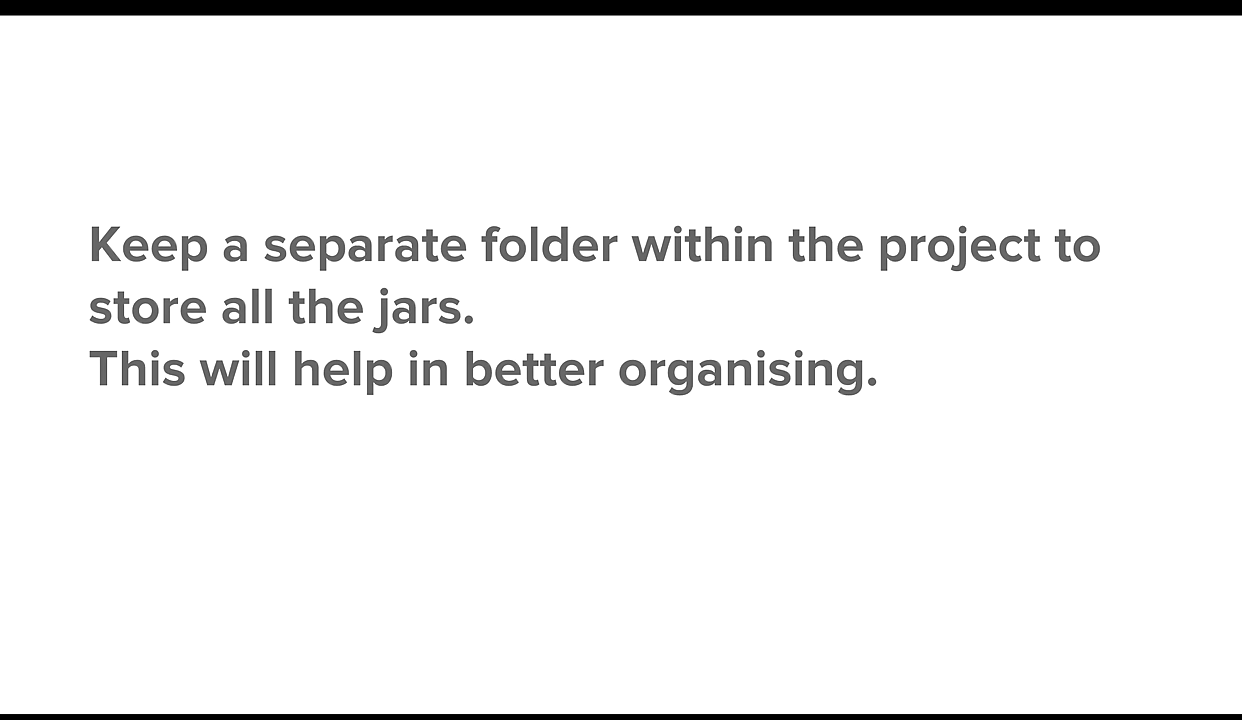 Keep a separate folder within the project to
store all the jars.
This will help in better organising.